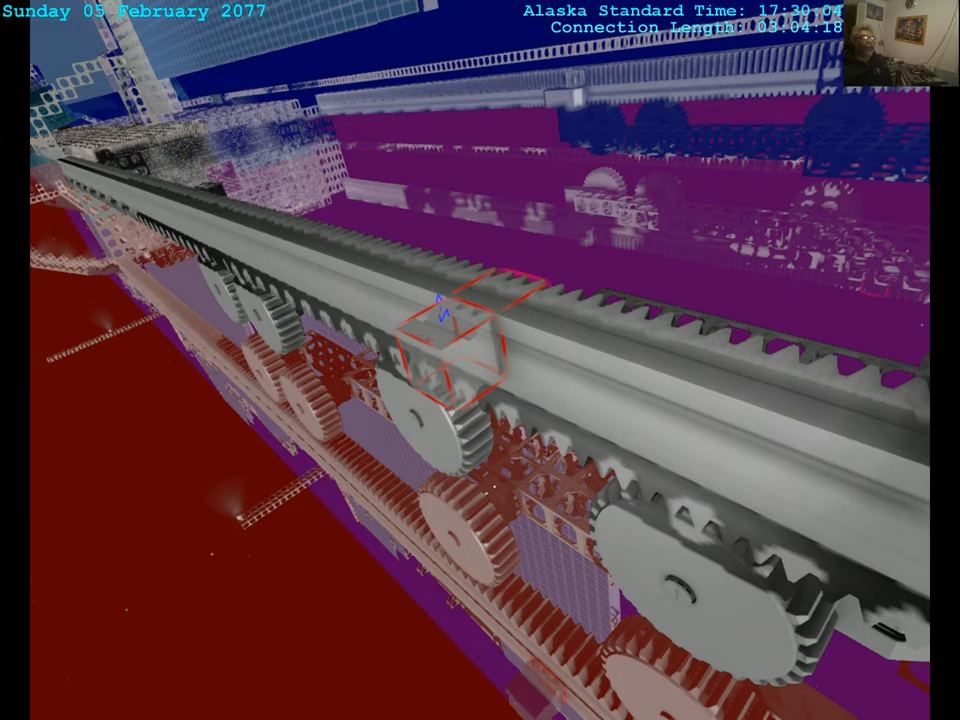 Sunday 05 February 2077
Alaska Standard Time: 17:30:04
Connection Length: 03:04:18